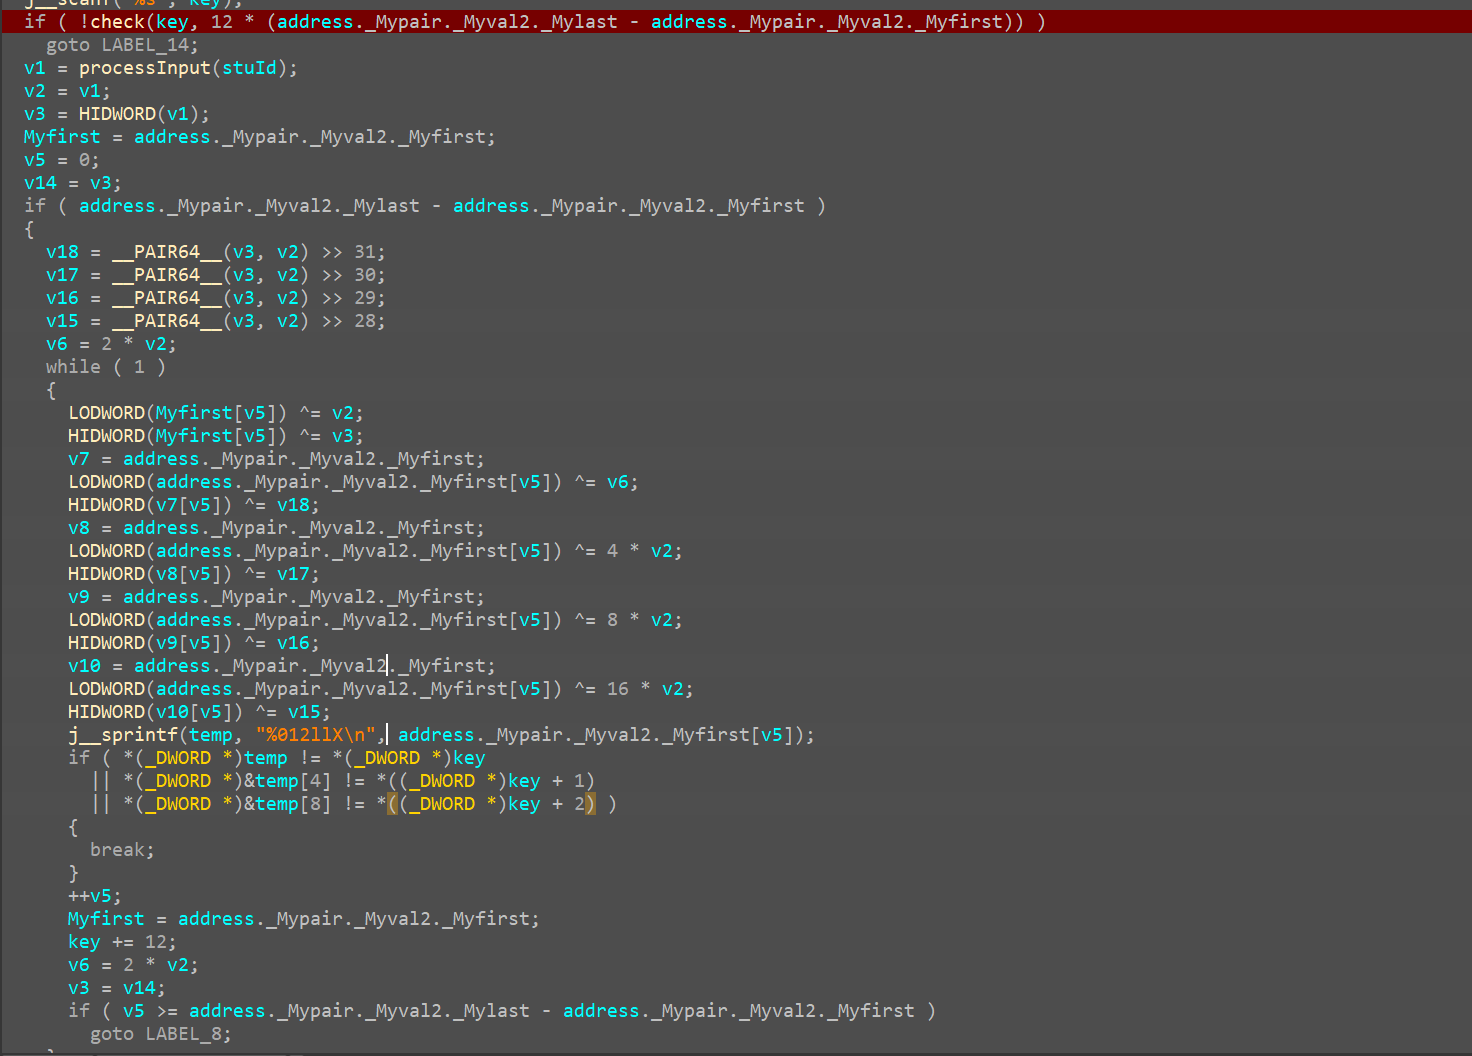 j__scanf("%s", key);
if ( !check(key, 12 * (address._Mypair._Myval2._Mylast - address._Mypair._Myval2._Myfirst)) )
goto LABEL_14;
v1 = processInput(stuId);
v2 = v1;
v3 = HIDWORD(v1);
Myfirst = address._Mypair._Myval2._Myfirst;
v5 = 0;
v14 = v3;
if ( address._Mypair._Myval2._Mylast - address._Mypair._Myval2._Myfirst )
{
v18 = __PAIR64__(v3, v2) >> 31;
v17 = __PAIR64__(v3, v2) >> 30;
v16 = __PAIR64__(v3, v2) >> 29;
v15 = __PAIR64__(v3, v2) >> 28;
v6 = 2 * v2;
while ( 1 )
{
LODWORD(Myfirst[v5]) ^= v2;
HIDWORD(Myfirst[v5]) ^= v3;
v7 = address._Mypair._Myval2._Myfirst;
LODWORD(address._Mypair._Myval2._Myfirst[v5]) ^= v6;
HIDWORD(v7[v5]) ^= v18;
v8 = address._Mypair._Myval2._Myfirst;
LODWORD(address._Mypair._Myval2._Myfirst[v5]) ^= 4 * v2;
HIDWORD(v8[v5]) ^= v17;
v9 = address._Mypair._Myval2._Myfirst;
LODWORD(address._Mypair._Myval2._Myfirst[v5]) ^= 8 * v2;
HIDWORD(v9[v5]) ^= v16;
v10 = address._Mypair._Myval2._Myfirst;
LODWORD(address._Mypair._Myval2._Myfirst[v5]) ^= 16 * v2;
HIDWORD(v10[v5]) ^= v15;
j__sprintf(temp, "%012llX\n", address._Mypair._Myval2._Myfirst[v5]);
if ( *(_DWORD *)temp != *(_DWORD *)key
|| *(_DWORD *)&temp[4] != *((_DWORD *)key + 1)
|| *(_DWORD *)&temp[8] != *((_DWORD *)key + 2) )
{
break;
}
++v5;
Myfirst = address._Mypair._Myval2._Myfirst;
key += 12;
v6 = 2 * v2;
v3 = v14;
if ( v5 >= address._Mypair._Myval2._Mylast - address._Mypair._Myval2._Myfirst )
goto LABEL_8;
}